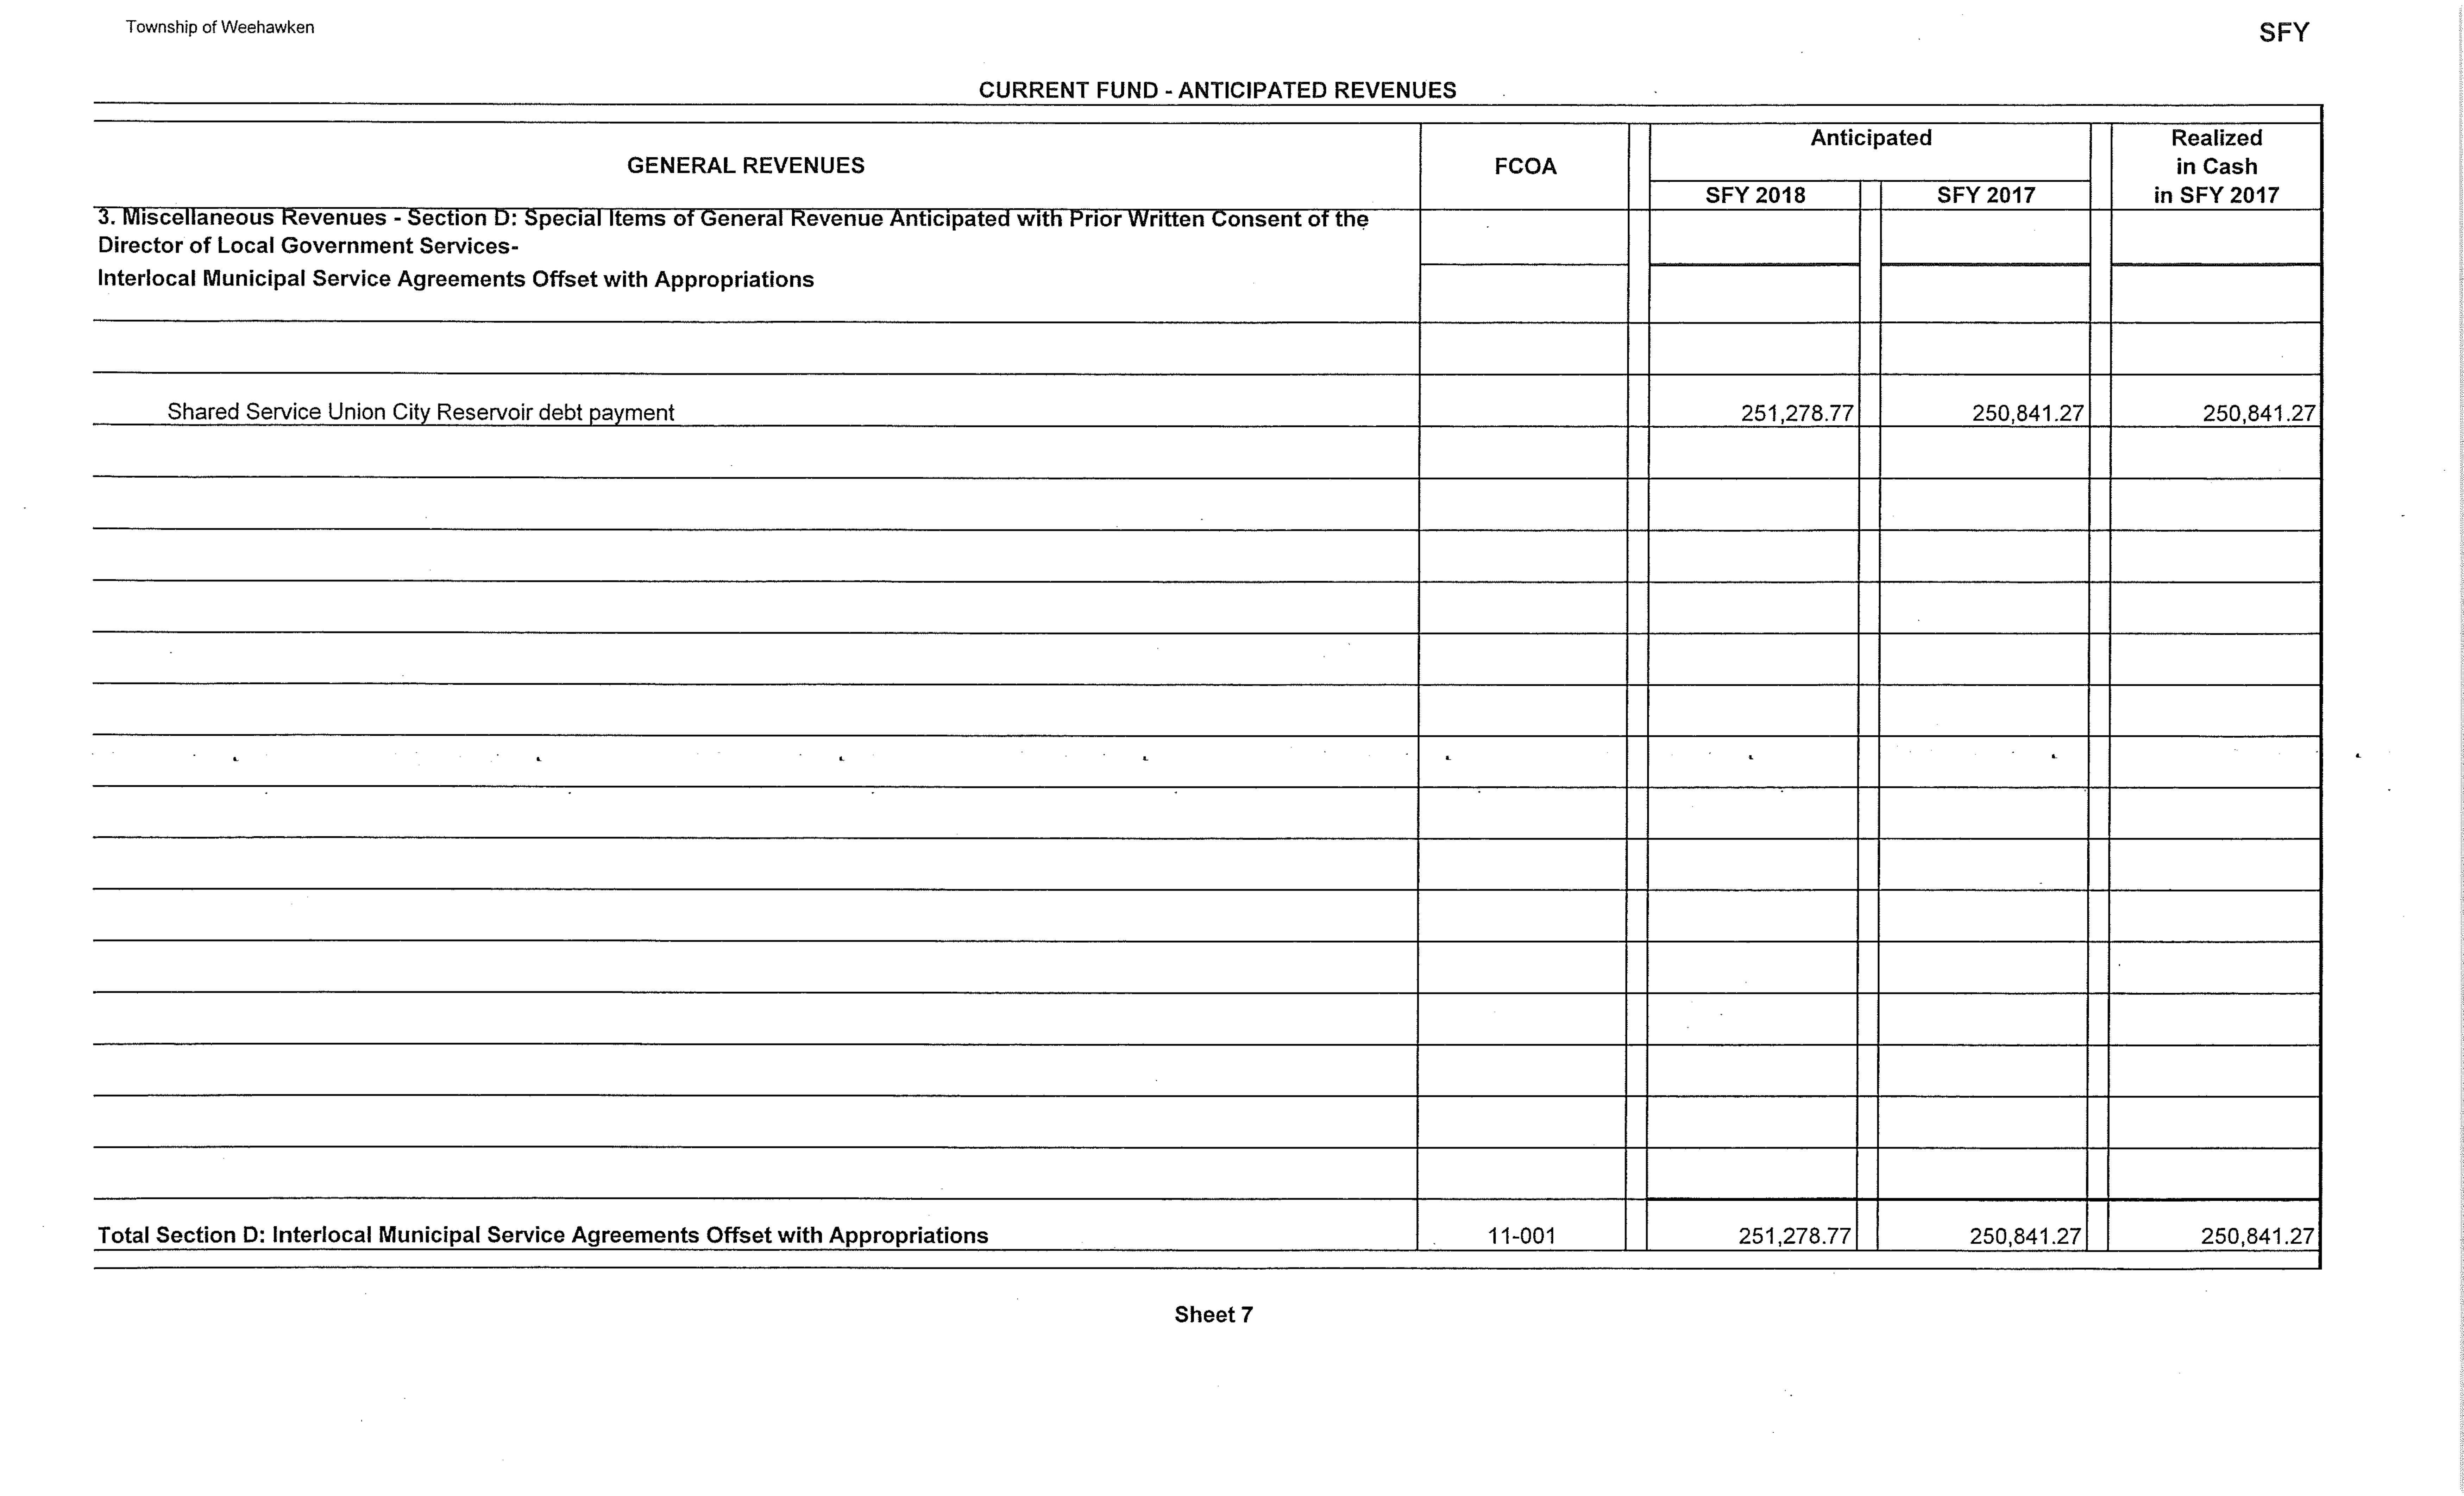 Township of Weehawken
SFY
CURRENT FUND - ANTICIPATED REVENUES
GENERAL REVENUES
FCOA
Anticipated
Realized
in Cash
in SFY 2017
SFY 2018
SFY 2017
3. Miscellaneous Revenues - Section D: Special Items of General Revenue Anticipated with Prior Written Consent of the
Director of Local Government Services-
Interlocal Municipal Service Agreements Offset with Appropriations
Shared Service Union City Reservoir debt payment 251,278.77 250,841.27 250,841.27
Total Section D: Interlocal Municipal Service Agreements Offset with Appropriations 11-001 251,278.77 250,841.27 250,841.27
Sheet 7